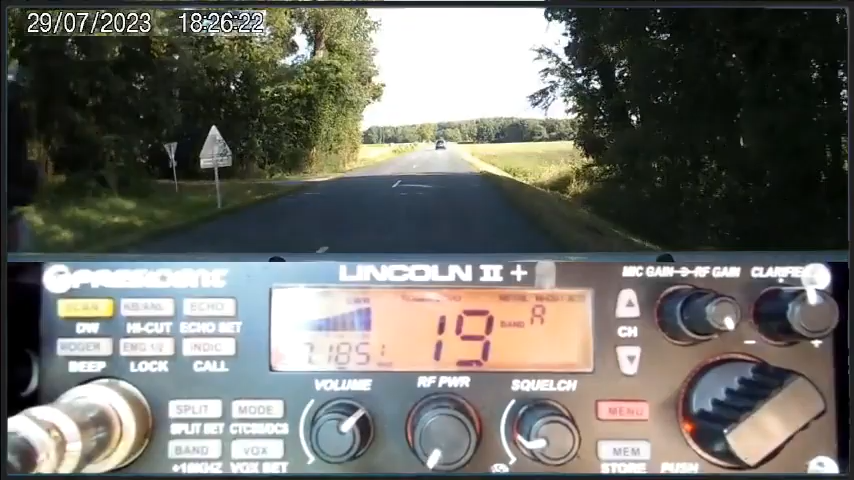 29/07/2023 18:26:22
PRESIDENT
LINCOLN II +
MIC GAIN RF GAIN
CLARIFIER
SCAN
NB/ANL
ECHO
DW
HI-CUT
ECHO SET
ROGER
EMG 1/2
INDIC
BEEP
LOCK
CALL
19
BAND
A
CH
VOLUME
RF PWR
SQUELCH
SPLIT
MODE
SPLIT SET
CTCSS/DCS
BAND
VOX
+10KHZ
VOX SET
MENU
MEM
STORE
PUSH